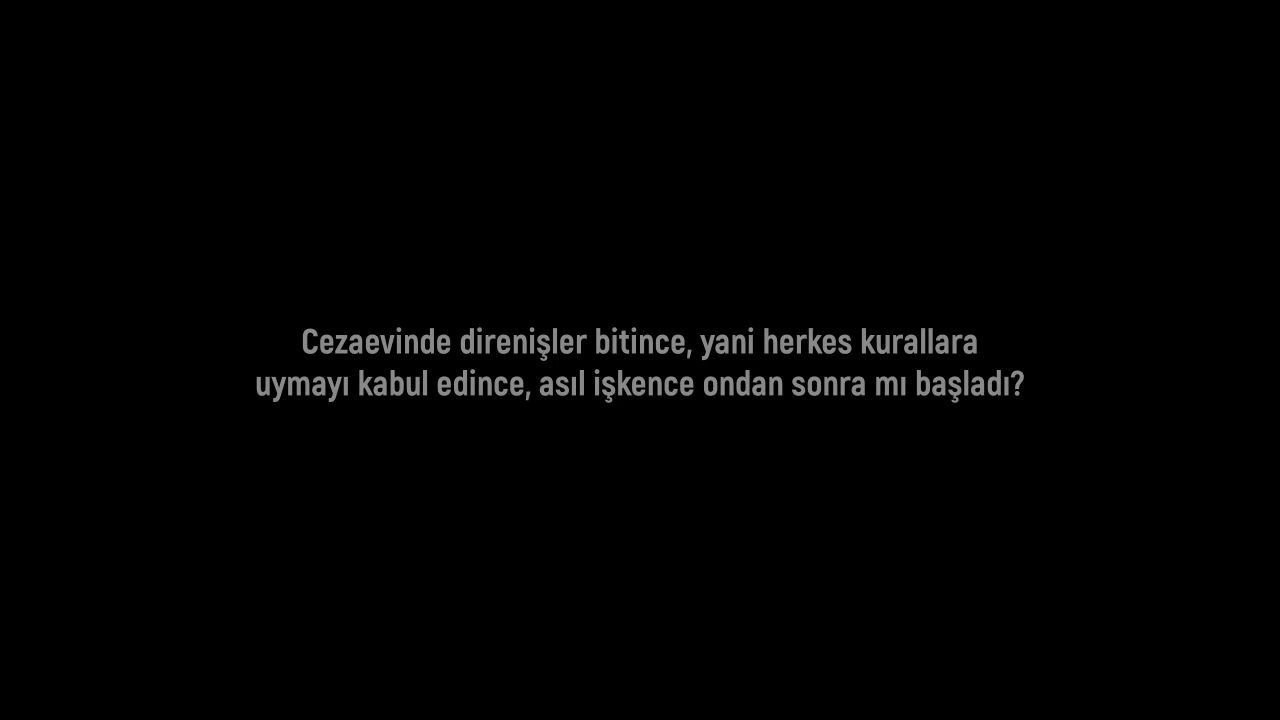 Cezaevinde direnişler bitince, yani herkes kurallara
uymayı kabul edince, asıl işkence ondan sonra mı başladı?